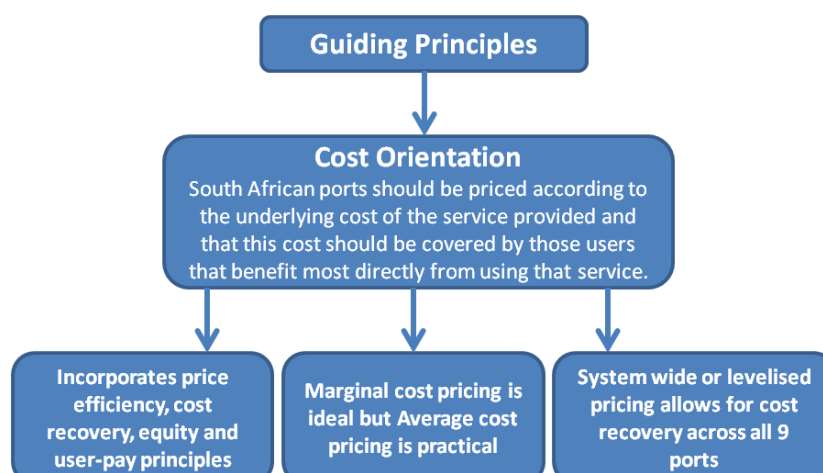 Guiding Principles
Cost Orientation
South African ports should be priced according to
the underlying cost of the service provided and
that this cost should be covered by those users
that benefit most directly from using that service.
Incorporates price
efficiency, cost
recovery, equity and
user-pay principles
Marginal cost pricing is
ideal but Average cost
pricing is practical
System wide or levelised
pricing allows for cost
recovery across all 9
ports